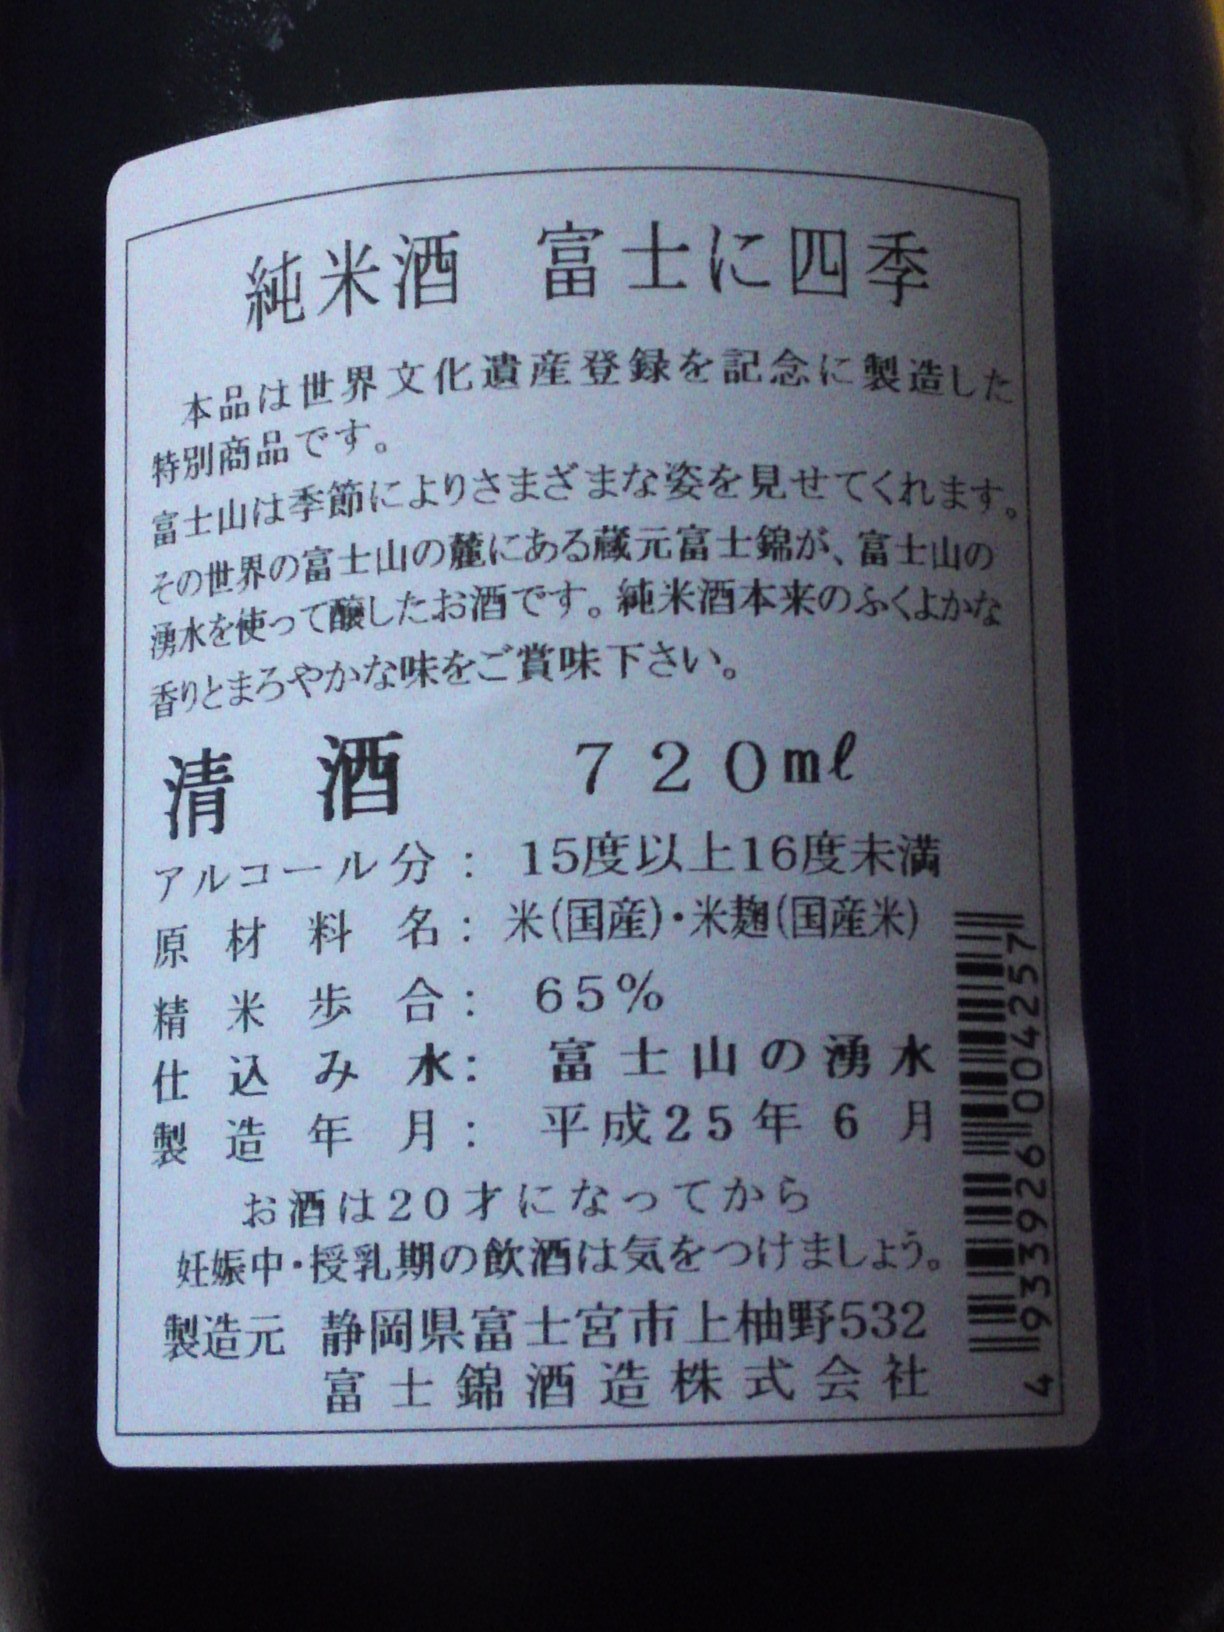 純米酒 富士に四季
本品は世界文化遺産登録を記念に製造した
特別商品です。
富士山は季節によりさまざまな姿を見せてくれます。
その世界の富士山の麓にある蔵元富士錦が、富士山の
湧水を使って醸したお酒です。純米酒本来のふくよかな
香りとまろやかな味をご賞味下さい。
清酒 720mℓ
アルコール分: 15度以上16度未満
原材料名: 米(国産)・米麹(国産米)
精米歩合: 65%
仕込み水: 富士山の湧水
製造年月: 平成25年6月
お酒は20才になってから
妊娠中・授乳期の飲酒は気をつけましょう。
製造元 静岡県富士宮市上柚野532
富士錦酒造株式会社
4 933926 004257